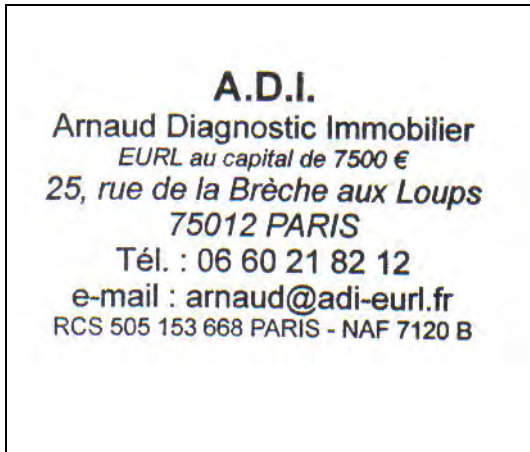 A.D.I.
Arnaud Diagnostic Immobilier
EURL au capital de 7500 €
25, rue de la Brèche aux Loups
75012 PARIS
Tél. : 06 60 21 82 12
e-mail : arnaud@adi-eurl.fr
RCS 505 153 668 PARIS - NAF 7120 B